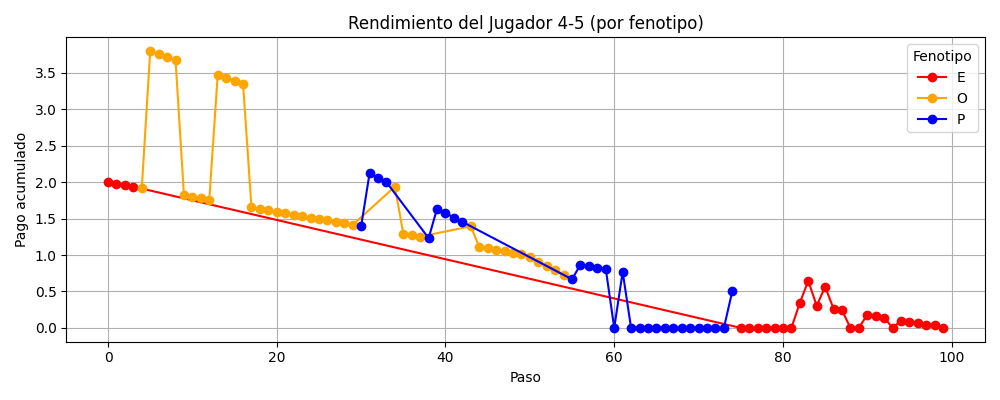 Rendimiento del Jugador 4-5 (por fenotipo)
Pago acumulado
3.5
3.0
2.5
2.0
1.5
1.0
0.5
0.0
Fenotipo
E
O
P
0 20 40 60 80 100
Paso